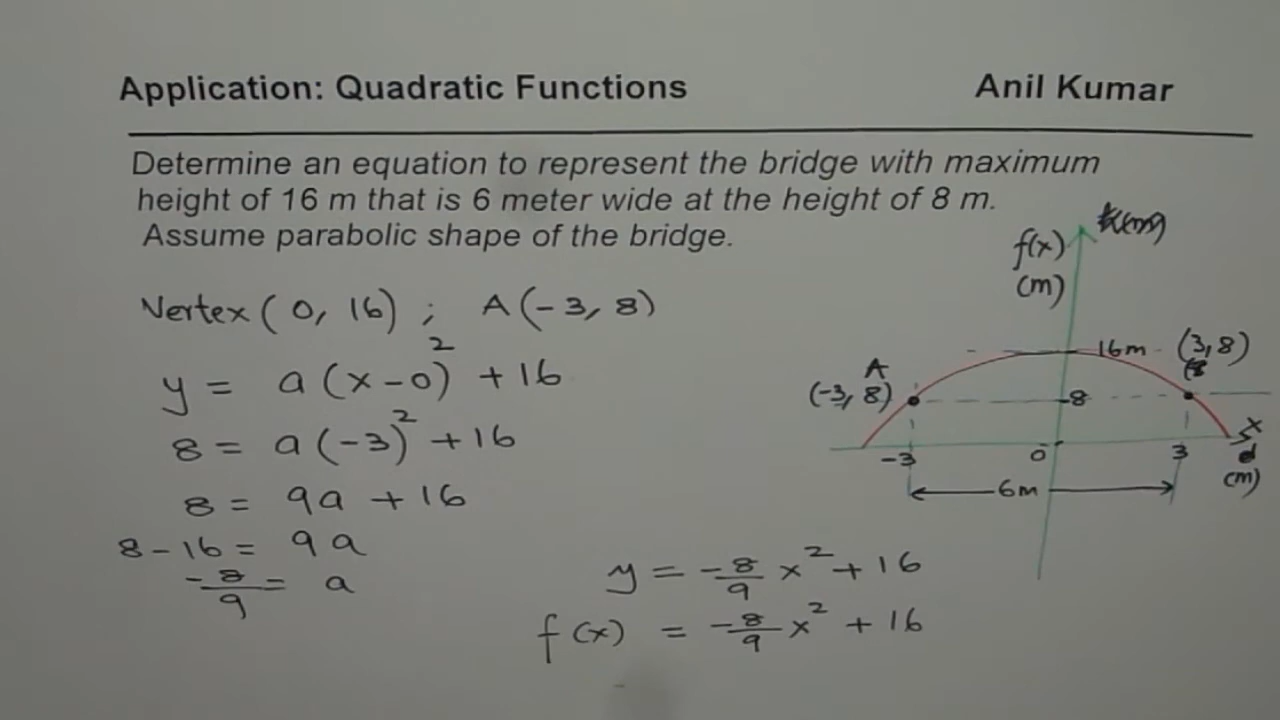 Application: Quadratic Functions Anil Kumar
Determine an equation to represent the bridge with maximum
height of 16 m that is 6 meter wide at the height of 8 m.
Assume parabolic shape of the bridge.
Vertex (0, 16) ; A(-3, 8)
y = a(x-0)² + 16
8 = a(-3)² + 16
8 = 9a + 16
8 - 16 = 9a
-8/9 = a
y = -8/9 x² + 16
f(x) = -8/9 x² + 16
f(x)
(m)
16m
(3, 8)
A
(-3, 8)
8
-3
0
3
x
(m)
6m